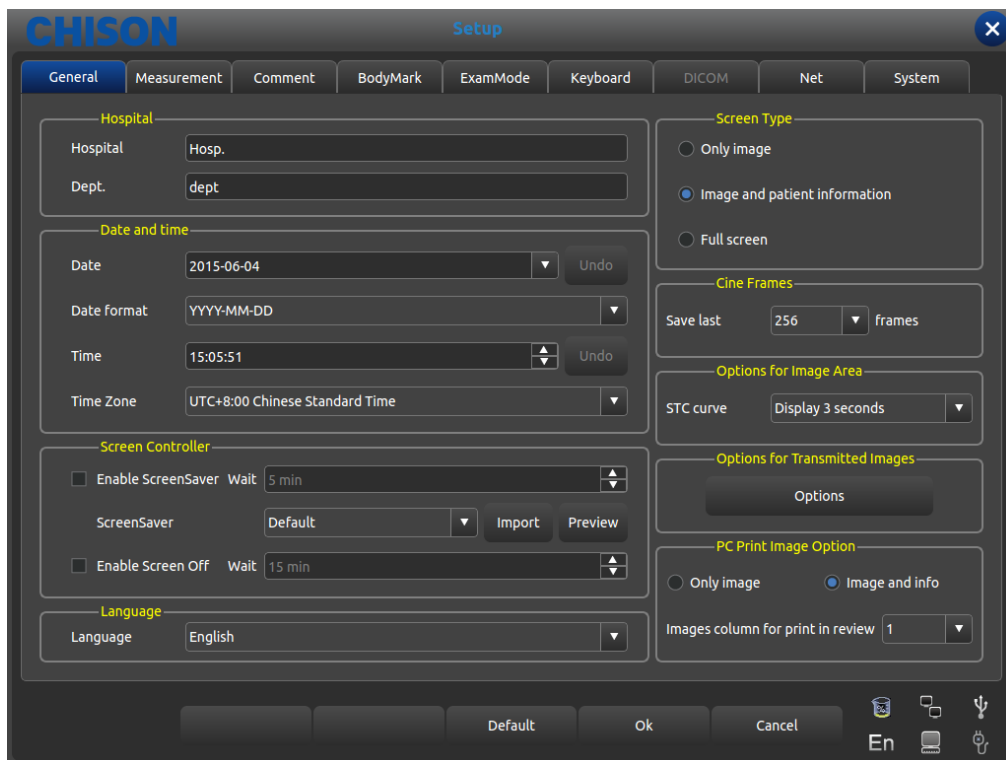 CHISON
Setup
General Measurement Comment BodyMark ExamMode Keyboard DICOM Net System
Hospital
Hospital Hosp.
Dept. dept
Date and time
Date 2015-06-04 Undo
Date format YYYY-MM-DD
Time 15:05:51 Undo
Time Zone UTC+8:00 Chinese Standard Time
Screen Controller
Enable ScreenSaver Wait 5 min
ScreenSaver Default Import Preview
Enable Screen Off Wait 15 min
Language
Language English
Screen Type
Only image
Image and patient information
Full screen
Cine Frames
Save last 256 frames
Options for Image Area
STC curve Display 3 seconds
Options for Transmitted Images
Options
PC Print Image Option
Only image Image and info
Images column for print in review 1
Default Ok Cancel
En